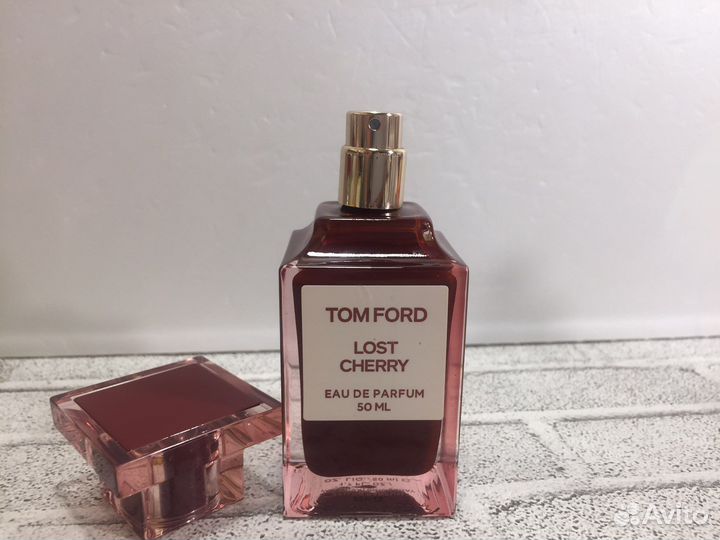 TOM FORD
LOST
CHERRY
EAU DE PARFUM
50 ML
Avito